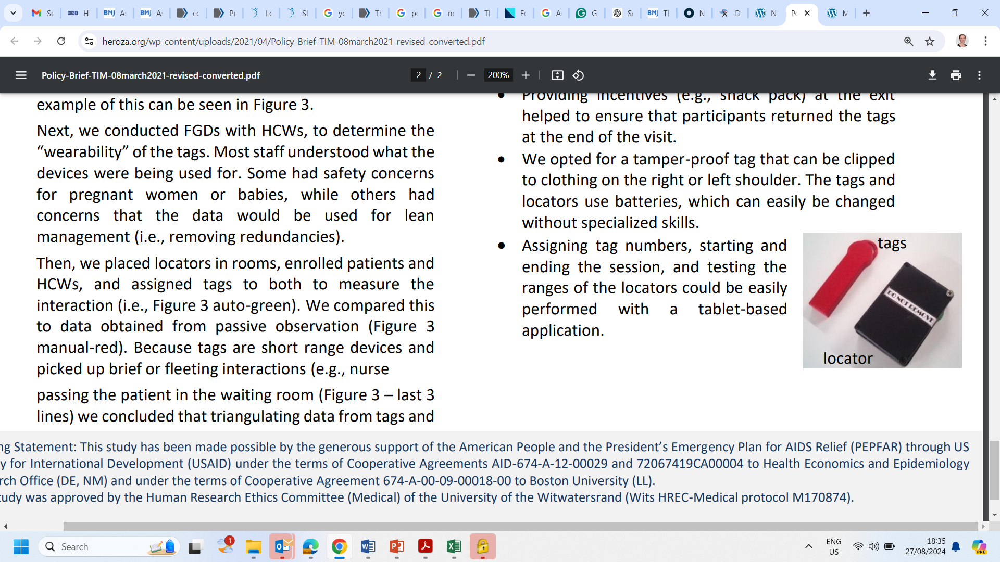 Se
H
A
A
co
Pr
Lo
SI
yo
Th
po
no
Th
Fo
A
G
Se
Tl
N
D
N
Po
M
heroza.org/wp-content/uploads/2021/04/Policy-Brief-TIM-08march2021-revised-converted.pdf
Policy-Brief-TIM-08march2021-revised-converted.pdf
2 / 2
200%
example of this can be seen in Figure 3.
Next, we conducted FGDs with HCWs, to determine the
“wearability” of the tags. Most staff understood what the
devices were being used for. Some had safety concerns
for pregnant women or babies, while others had
concerns that the data would be used for lean
management (i.e., removing redundancies).
Then, we placed locators in rooms, enrolled patients and
HCWs, and assigned tags to both to measure the
interaction (i.e., Figure 3 auto-green). We compared this
to data obtained from passive observation (Figure 3
manual-red). Because tags are short range devices and
picked up brief or fleeting interactions (e.g., nurse
passing the patient in the waiting room (Figure 3 – last 3
lines) we concluded that triangulating data from tags and
● Providing incentives (e.g., snack pack) at the exit
helped to ensure that participants returned the tags
at the end of the visit.
● We opted for a tamper-proof tag that can be clipped
to clothing on the right or left shoulder. The tags and
locators use batteries, which can easily be changed
without specialized skills.
● Assigning tag numbers, starting and
ending the session, and testing the
ranges of the locators could be easily
performed with a tablet-based
application.
tags
DO NOT REMOVE
locator
ng Statement: This study has been made possible by the generous support of the American People and the President’s Emergency Plan for AIDS Relief (PEPFAR) through US
y for International Development (USAID) under the terms of Cooperative Agreements AID-674-A-12-00029 and 72067419CA00004 to Health Economics and Epidemiology
rch Office (DE, NM) and under the terms of Cooperative Agreement 674-A-00-09-00018-00 to Boston University (LL).
tudy was approved by the Human Research Ethics Committee (Medical) of the University of the Witwatersrand (Wits HREC-Medical protocol M170874).
Search
1
ENG
US
18:35
27/08/2024
PRE